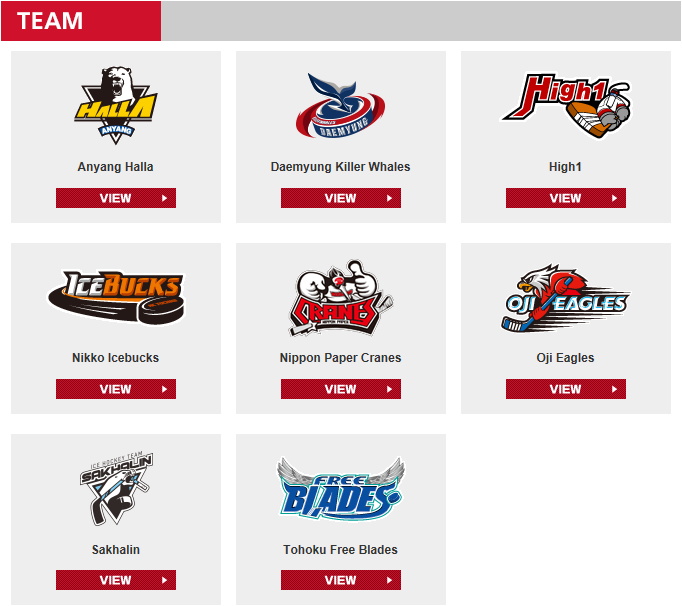 TEAM
HALLA
ANYANG
Anyang Halla
VIEW
DAEMYUNG
Daemyung Killer Whales
VIEW
High1
High1
VIEW
ICEBUCKS
Nikko Icebucks
VIEW
CRANES
NIPPON PAPER
Nippon Paper Cranes
VIEW
OJI EAGLES
Oji Eagles
VIEW
ICE HOCKEY TEAM
SAKHALIN
Sakhalin
VIEW
FREE
BLADES
Tohoku Free Blades
VIEW